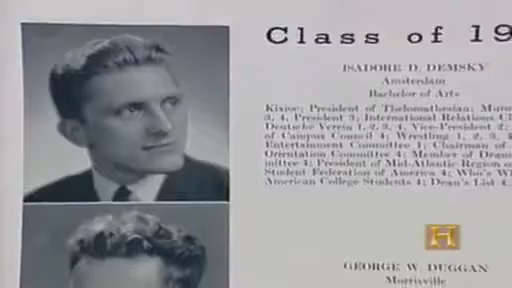 Class of 19
ISADORE D. DEMSKY
Amsterdam
Bachelor of Arts
Kixioc; President of Thelomathesian;
3, 4, President 3; International Relations
Deutsche Verein 1, 2, 3, 4, Vice-President 2;
of Campus Council 4; Wrestling 1, 2, 3,
Entertainment Committee 1; Chairman of
Orientation Committee 4; Member of
mittee 4; President of Mid-Atlantic Region
Student Federation of America 4; Who's
American College Students 4; Dean's List 4
H
GEORGE W. DUGGAN
Morrisville